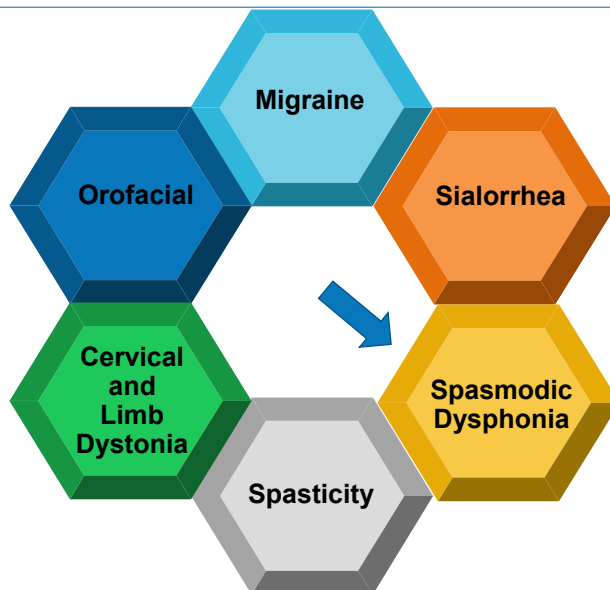 Migraine
Orofacial
Sialorrhea
Cervical
and
Limb
Dystonia
Spasmodic
Dysphonia
Spasticity